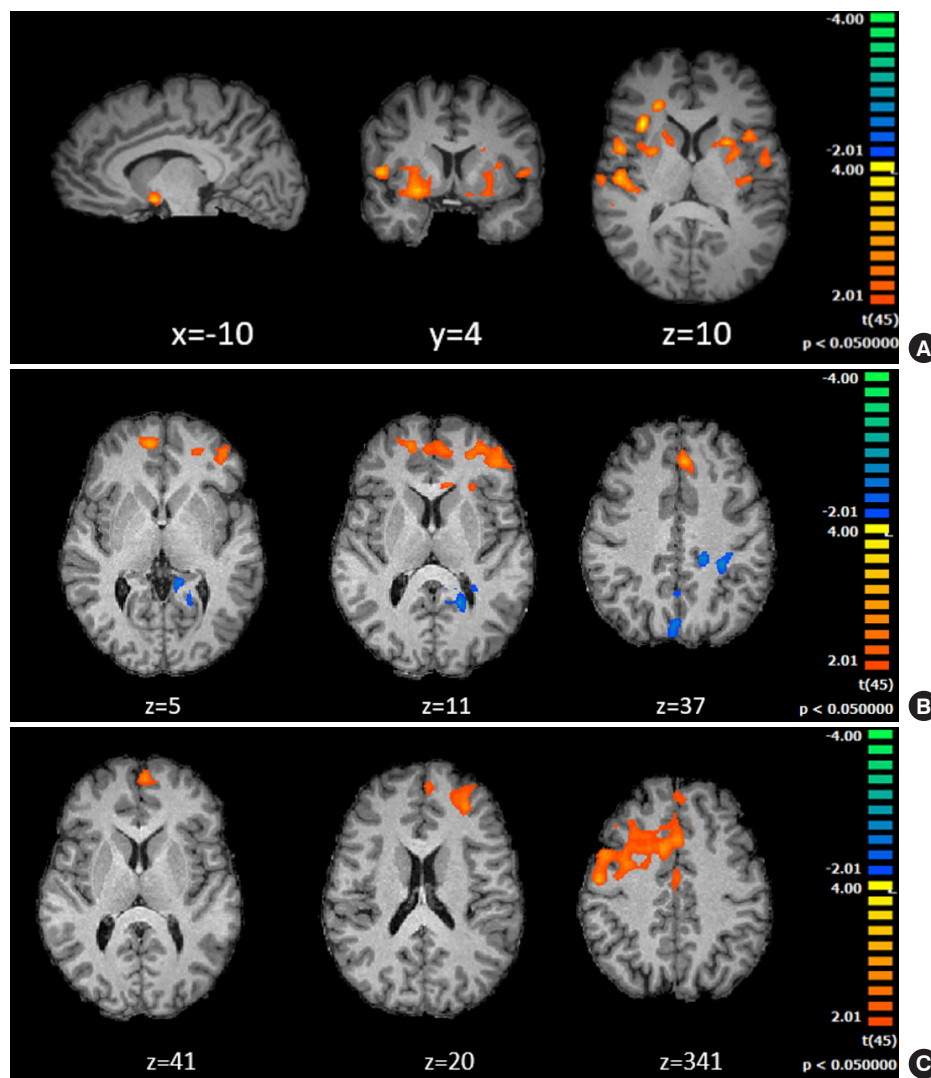 -4.00
-2.01
4.00
2.01
t(45)
p < 0.050000
x=-10
y=4
z=10
A
-4.00
-2.01
4.00
2.01
t(45)
p < 0.050000
z=5
z=11
z=37
B
-4.00
-2.01
4.00
2.01
t(45)
p < 0.050000
z=41
z=20
z=341
C